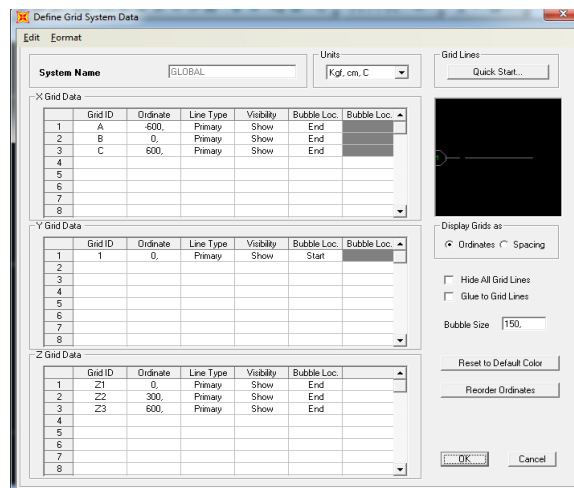 Define Grid System Data
Edit Format
System Name GLOBAL
Units
Kgf, cm, C
Grid Lines
Quick Start...
X Grid Data
Grid ID Ordinate Line Type Visibility Bubble Loc. Bubble Loc.
1 A -600, Primary Show End
2 B 0, Primary Show End
3 C 600, Primary Show End
4
5
6
7
8
Y Grid Data
Grid ID Ordinate Line Type Visibility Bubble Loc. Bubble Loc.
1 1 0, Primary Show Start
2
3
4
5
6
7
8
Z Grid Data
Grid ID Ordinate Line Type Visibility Bubble Loc.
1 Z1 0, Primary Show End
2 Z2 300, Primary Show End
3 Z3 600, Primary Show End
4
5
6
7
8
Display Grids as
Ordinates Spacing
Hide All Grid Lines
Glue to Grid Lines
Bubble Size 150,
Reset to Default Color
Reorder Ordinates
OK Cancel